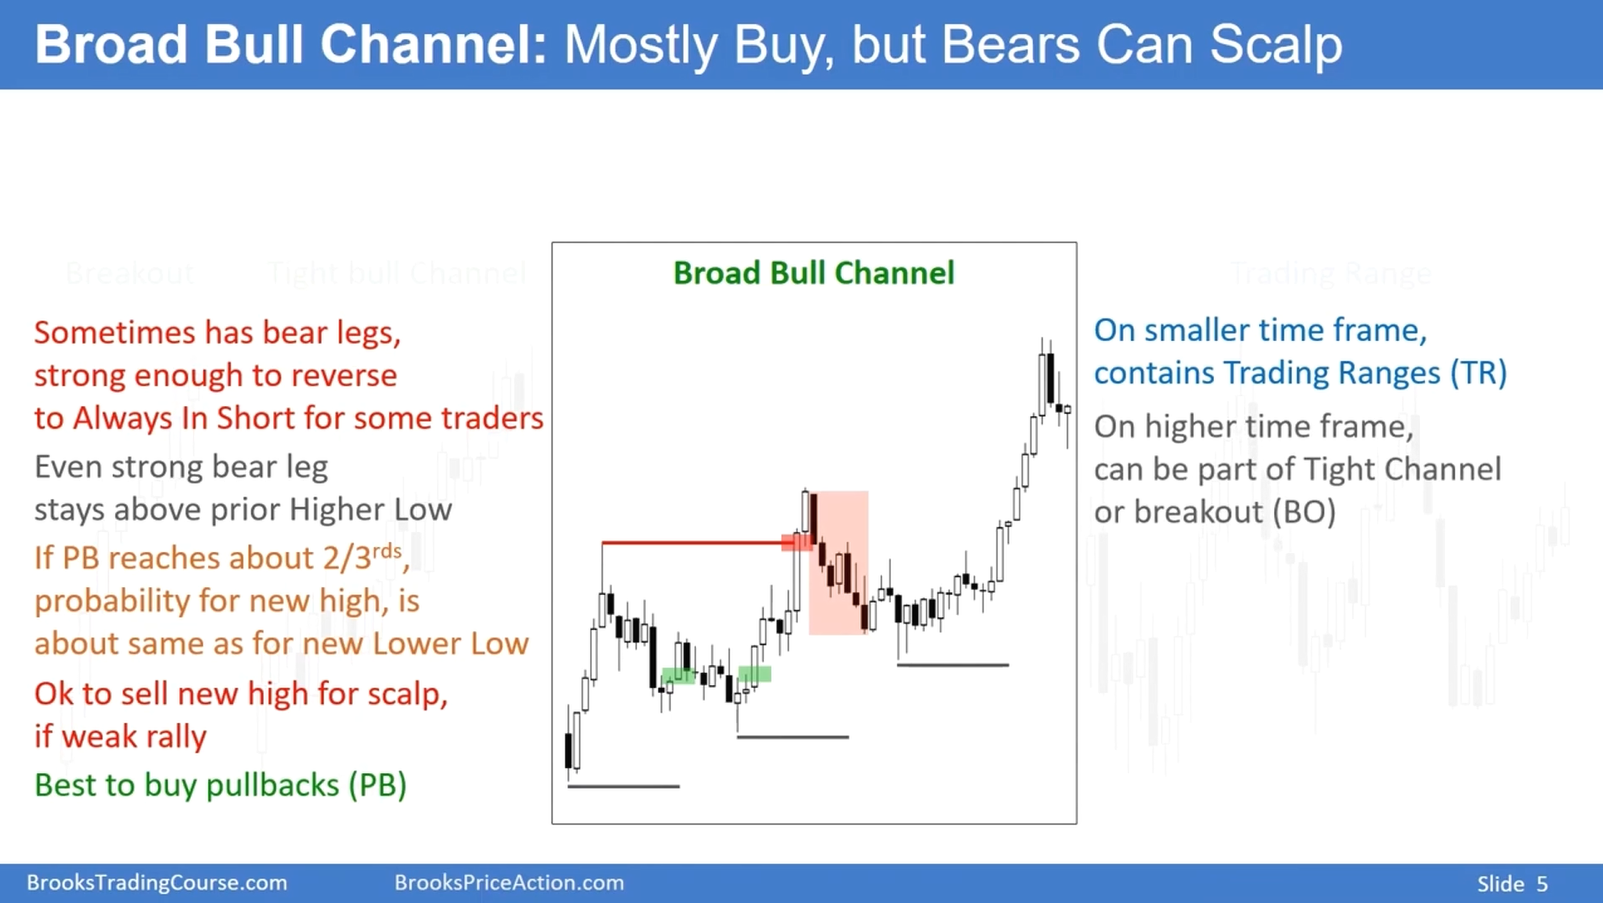 Broad Bull Channel: Mostly Buy, but Bears Can Scalp
Breakout
Tight bull Channel
Broad Bull Channel
Trading Range
Sometimes has bear legs,
strong enough to reverse
to Always In Short for some traders
Even strong bear leg
stays above prior Higher Low
If PB reaches about 2/3rds,
probability for new high, is
about same as for new Lower Low
Ok to sell new high for scalp,
if weak rally
Best to buy pullbacks (PB)
On smaller time frame,
contains Trading Ranges (TR)
On higher time frame,
can be part of Tight Channel
or breakout (BO)
BrooksTradingCourse.com
BrooksPriceAction.com
Slide 5